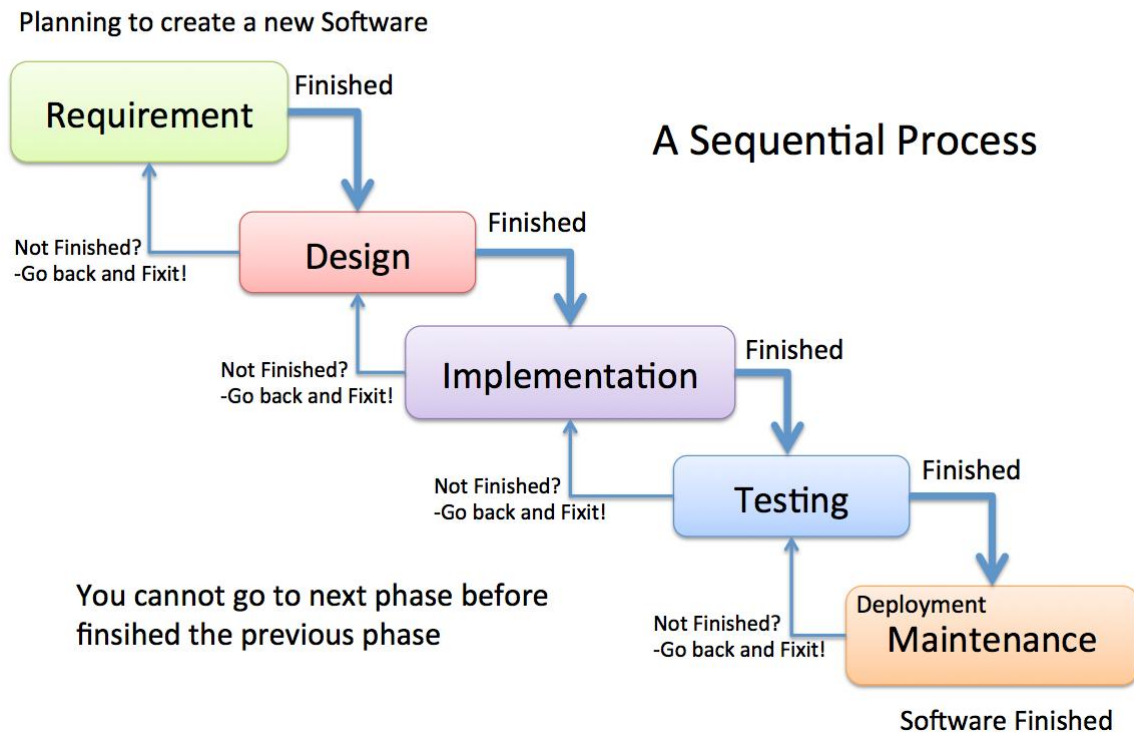 Planning to create a new Software
Requirement
Finished
A Sequential Process
Not Finished?
-Go back and Fixit!
Design
Finished
Not Finished?
-Go back and Fixit!
Implementation
Finished
Not Finished?
-Go back and Fixit!
Testing
Finished
You cannot go to next phase before
finsihed the previous phase
Not Finished?
-Go back and Fixit!
Deployment
Maintenance
Software Finished